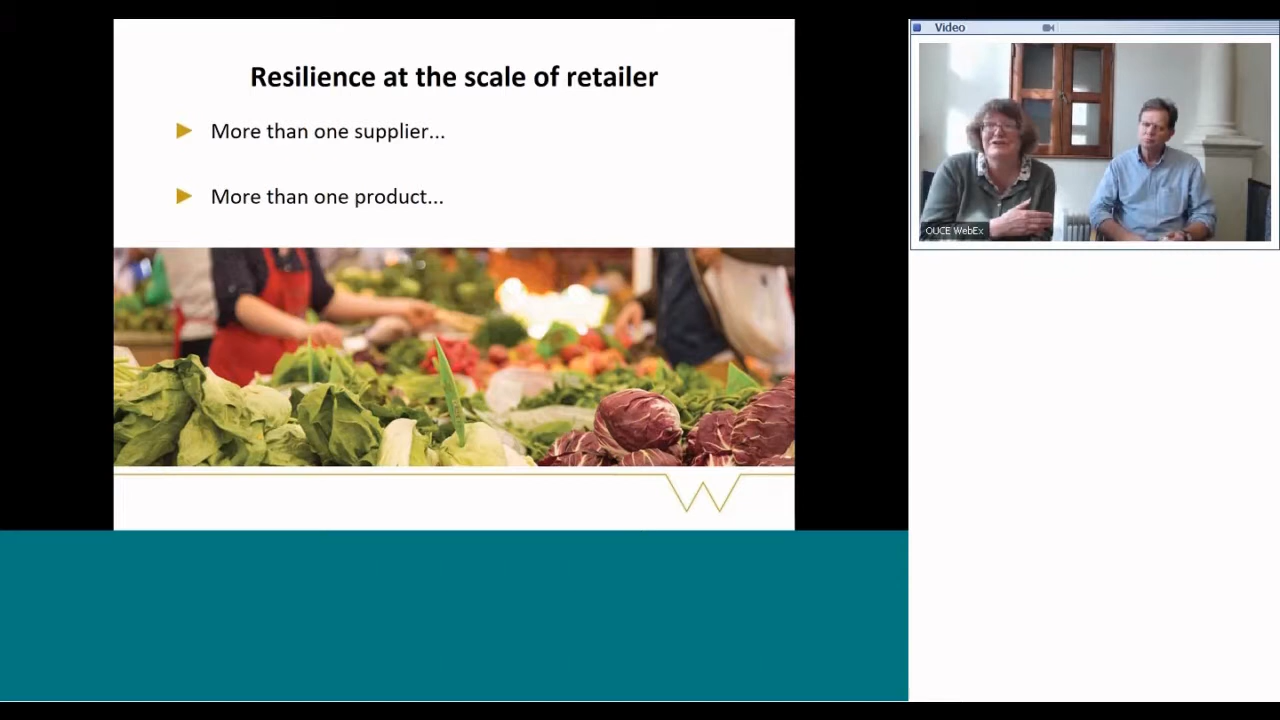 Resilience at the scale of retailer
More than one supplier...
More than one product...
Video
OUCE WebEx